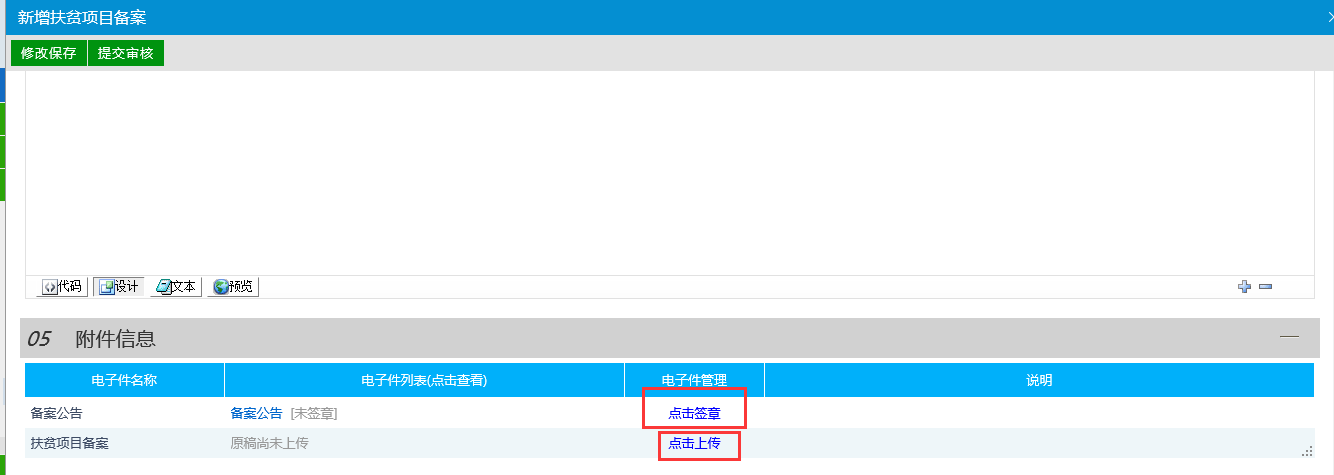 新增扶贫项目备案
修改保存 提交审核
代码 设计 文本 预览
05 附件信息
电子件名称 电子件列表(点击查看) 电子件管理 说明
备案公告 备案公告 [未签章] 点击签章
扶贫项目备案 原稿尚未上传 点击上传